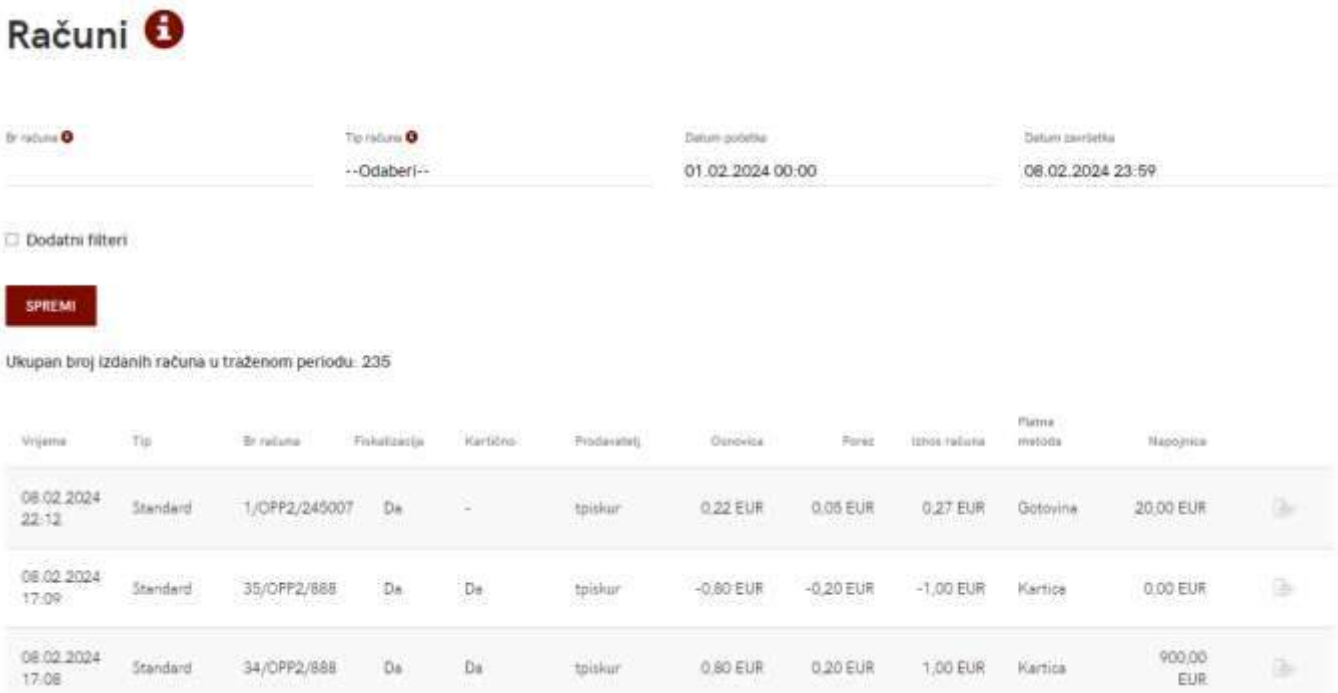 Računi
Br računa
Tip računa
Datum početka
Datum završetka
--Odaberi--
01.02.2024 00:00
08.02.2024 23:59
Dodatni filteri
SPREMI
Ukupan broj izdanih računa u traženom periodu: 235
Vrijeme Tip Br računa Fiskalizacija Kartično Prodavatelj Osnovica Porez Iznos računa Platna metoda Napojnica
08.02.2024 22:12 Standard 1/OPP2/245007 Da - tpiskur 0,22 EUR 0,05 EUR 0,27 EUR Gotovina 20,00 EUR
08.02.2024 17:09 Standard 35/OPP2/888 Da Da tpiskur -0,80 EUR -0,20 EUR -1,00 EUR Kartica 0,00 EUR
08.02.2024 17:08 Standard 34/OPP2/888 Da Da tpiskur 0,80 EUR 0,20 EUR 1,00 EUR Kartica 900,00 EUR